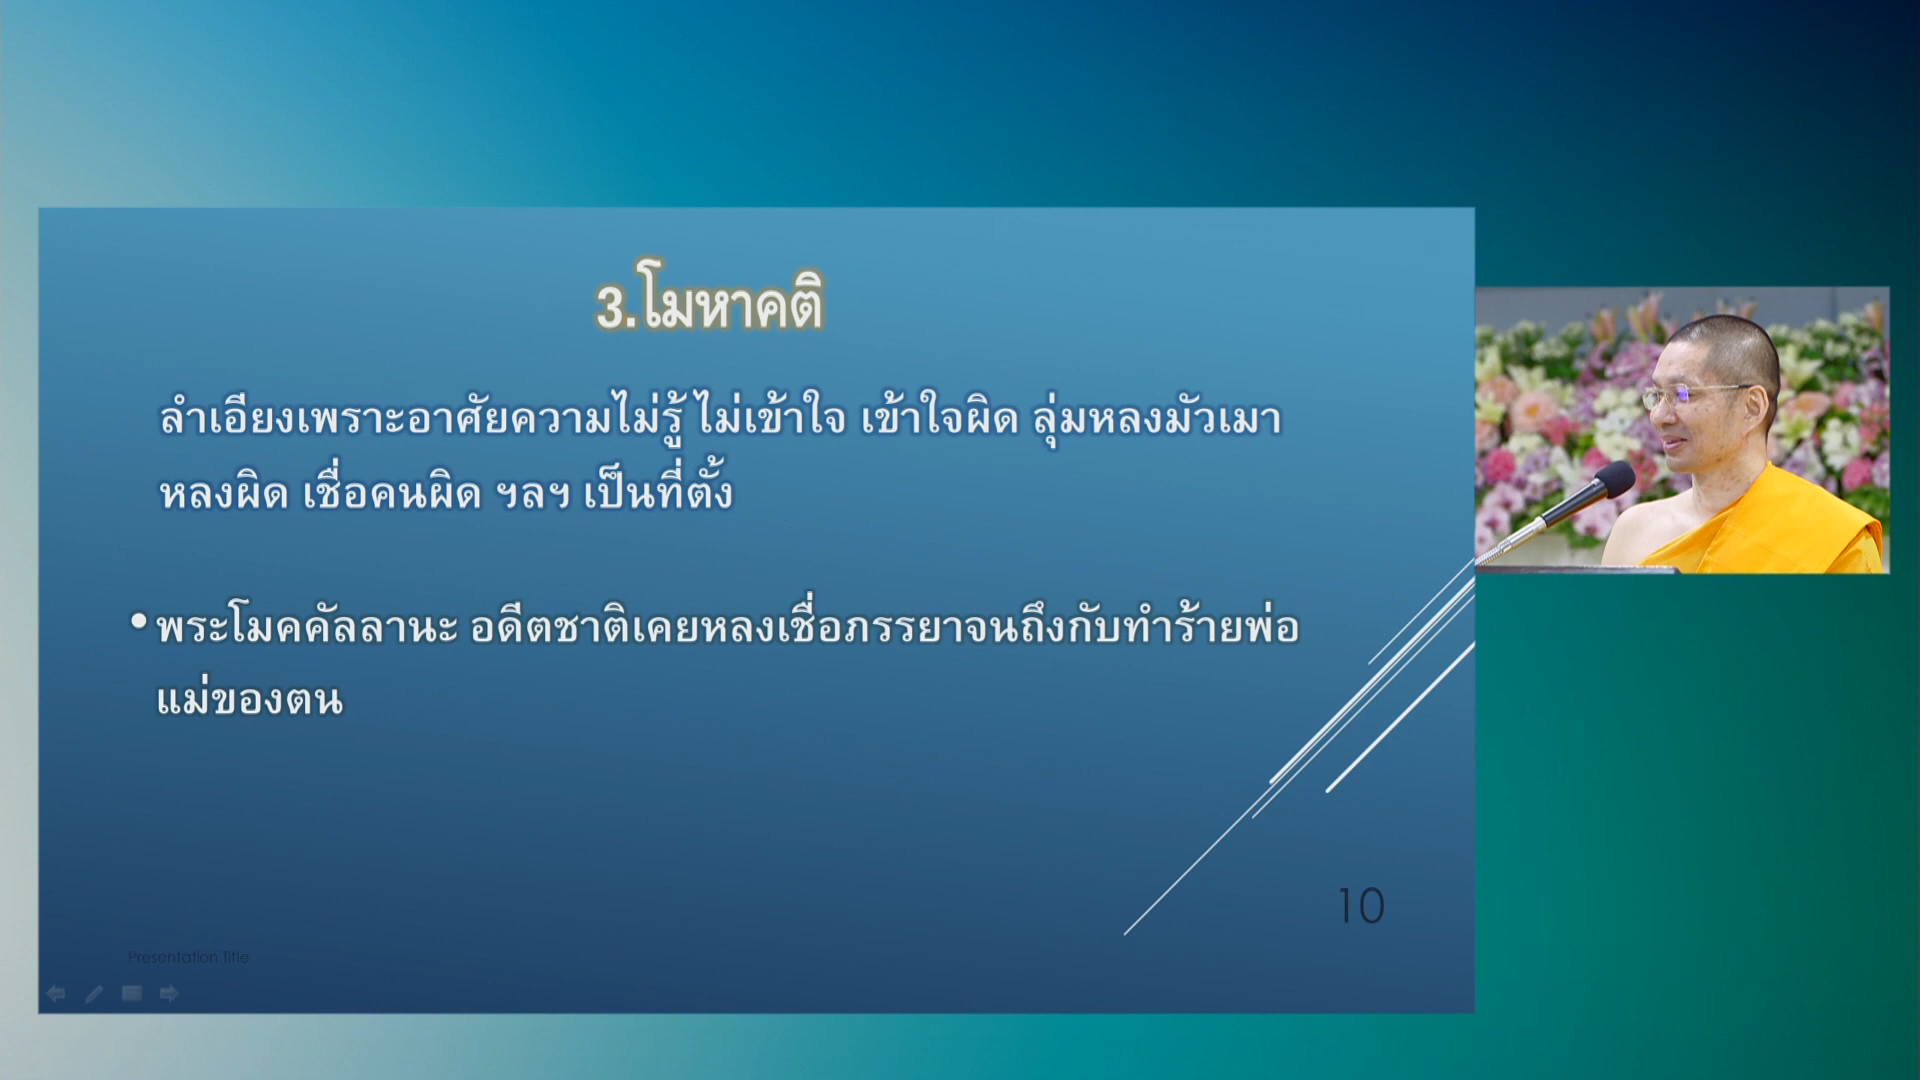 3.โมหาคติ
ลำเอียงเพราะอาศัยความไม่รู้ ไม่เข้าใจ เข้าใจผิด ลุ่มหลงมัวเมา
หลงผิด เชื่อคนผิด ฯลฯ เป็นที่ตั้ง
•พระโมคคัลลานะ อดีตชาติเคยหลงเชื่อภรรยาจนถึงกับทำร้ายพ่อ
แม่ของตน
10
Presentation Title